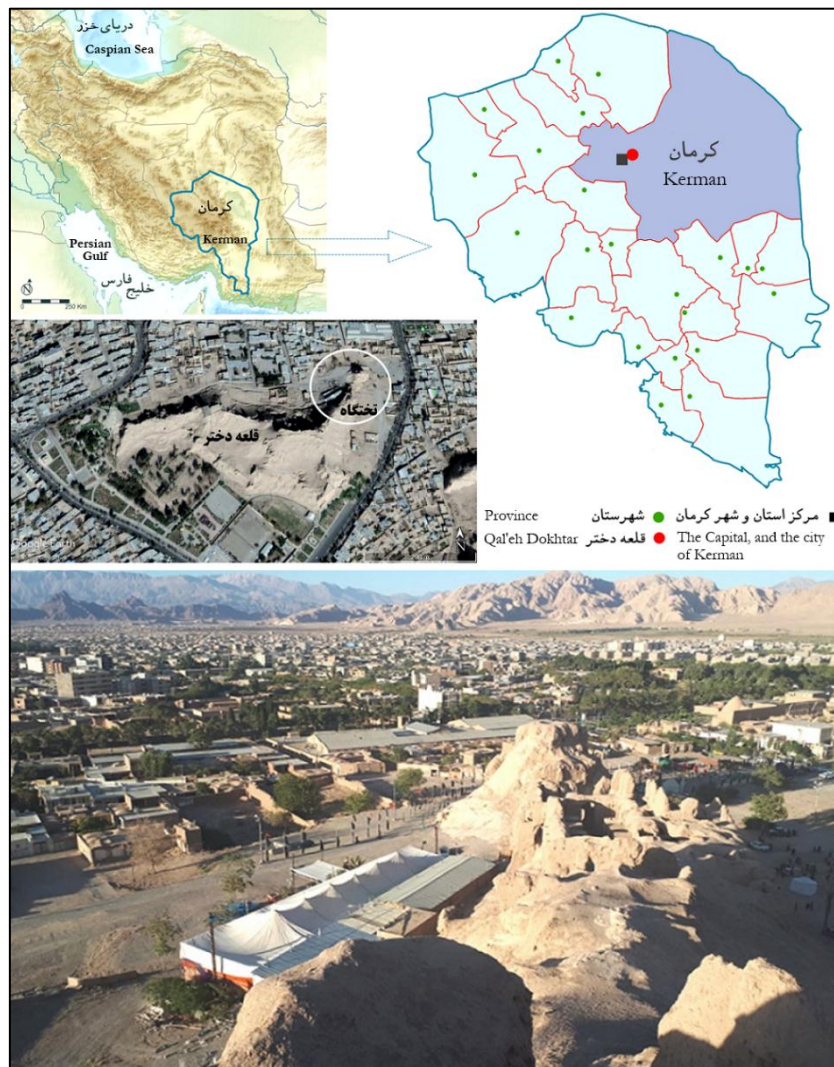 دریای خزر
Caspian Sea
کرمان
Kerman
Persian
Gulf
خلیج فارس
N
0
250 Km
کرمان
Kerman
تختگاه
قلعه دختر
Google Earth
N
Province شهرستان مرکز استان و شهر کرمان
Qal'eh Dokhtar قلعه دختر The Capital, and the city
of Kerman